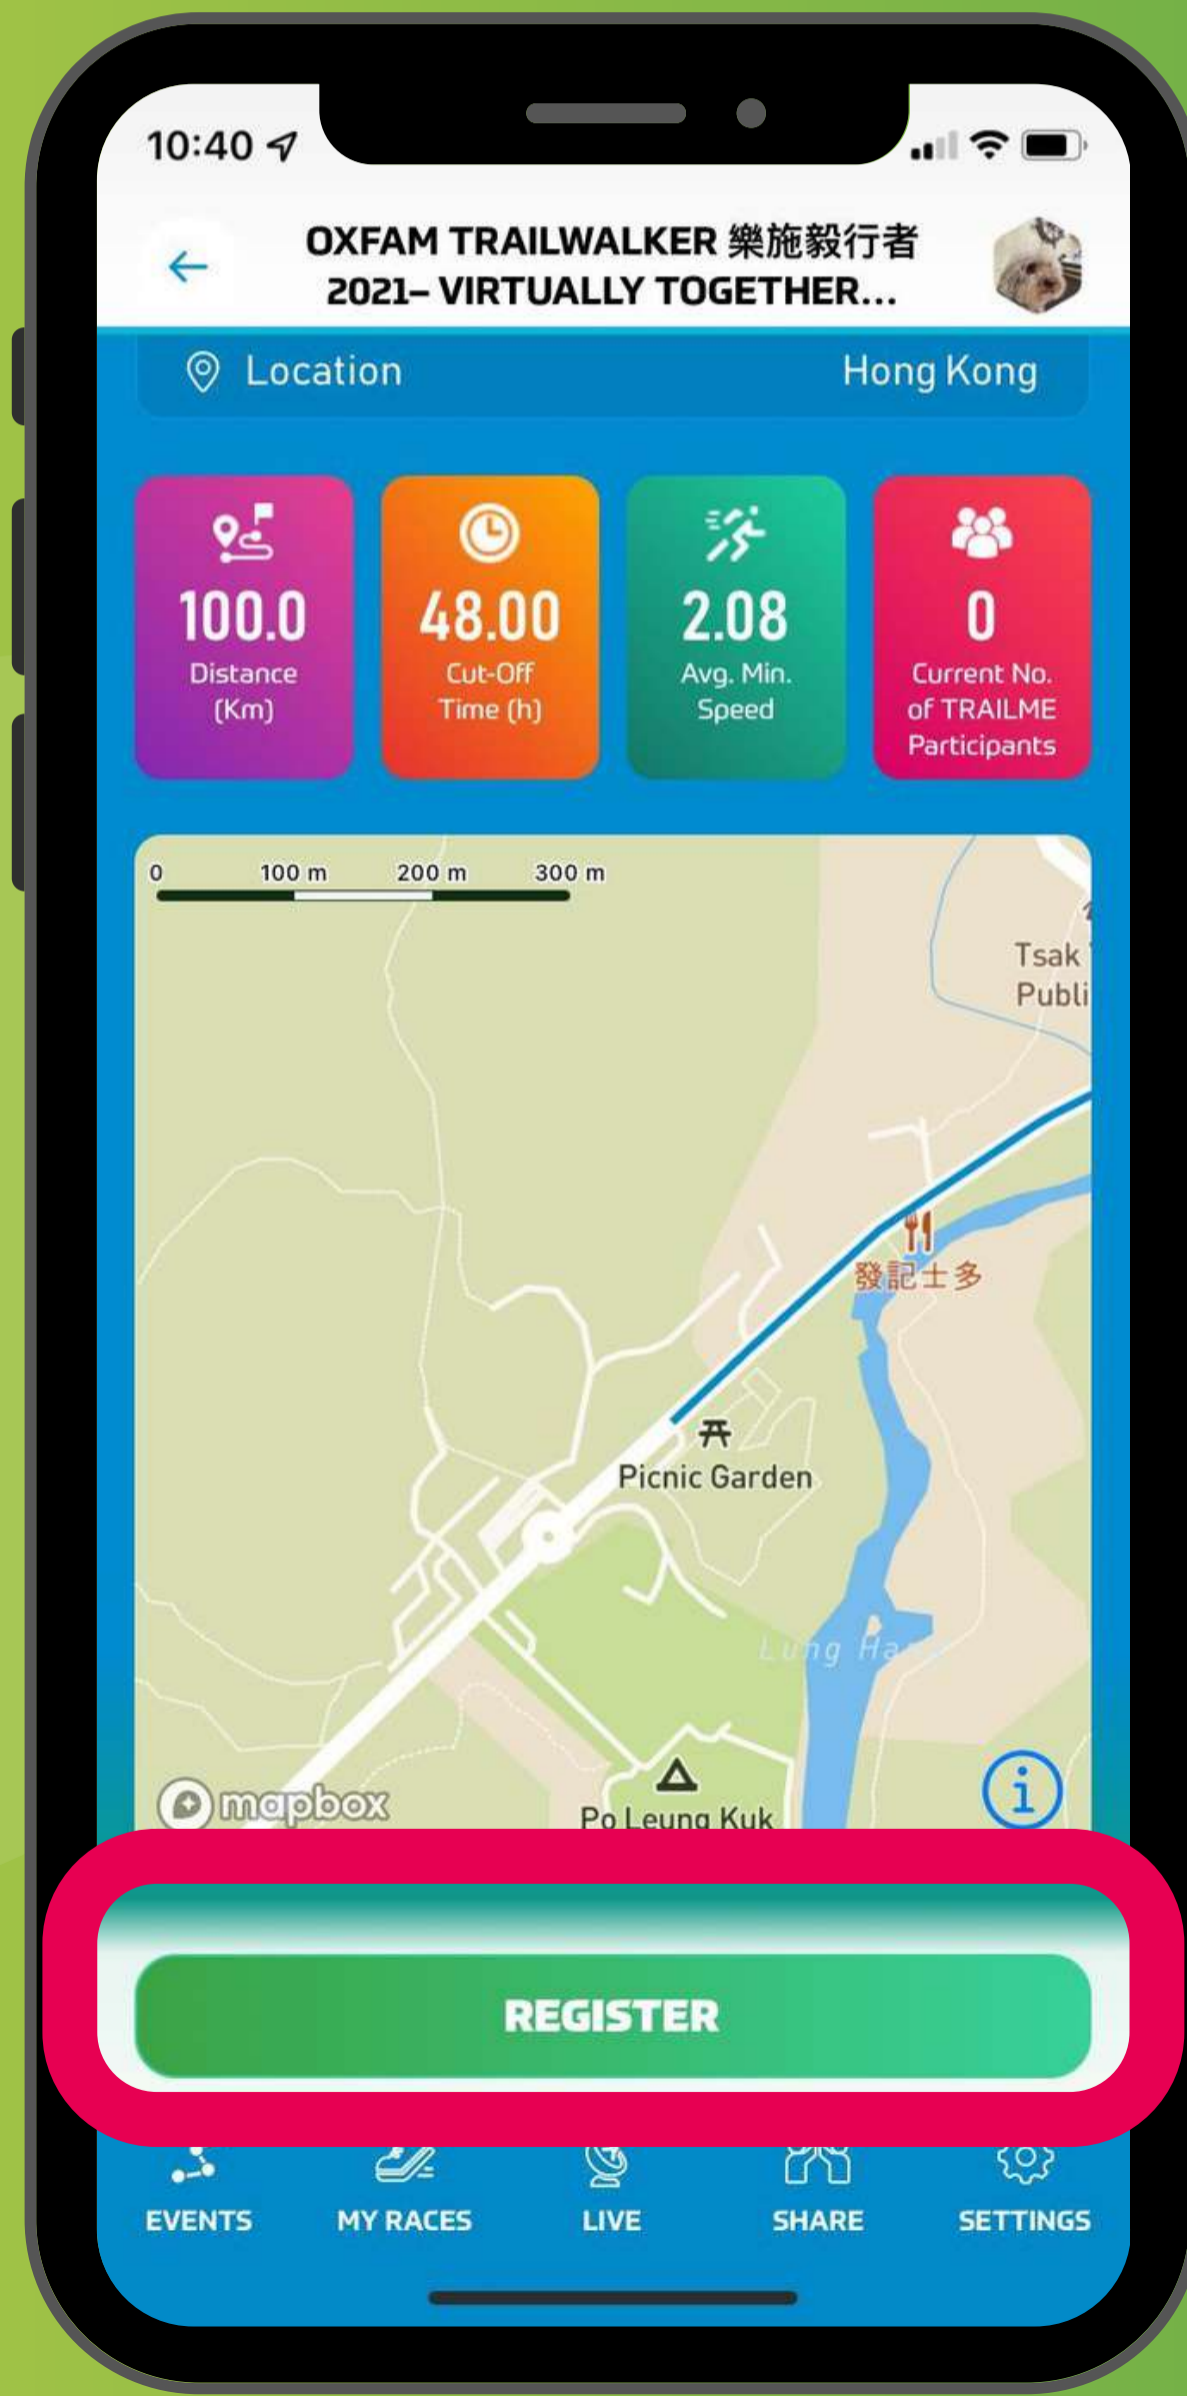 10:40
OXFAM TRAILWALKER 樂施毅行者
2021– VIRTUALLY TOGETHER...
Location
Hong Kong
100.0
Distance
(Km)
48.00
Cut-Off
Time (h)
2.08
Avg. Min.
Speed
0
Current No.
of TRAILME
Participants
0 100 m 200 m 300 m
Tsak
Publi
發記士多
Picnic Garden
Lung Ha
mapbox
Po Leung Kuk
REGISTER
EVENTS
MY RACES
LIVE
SHARE
SETTINGS